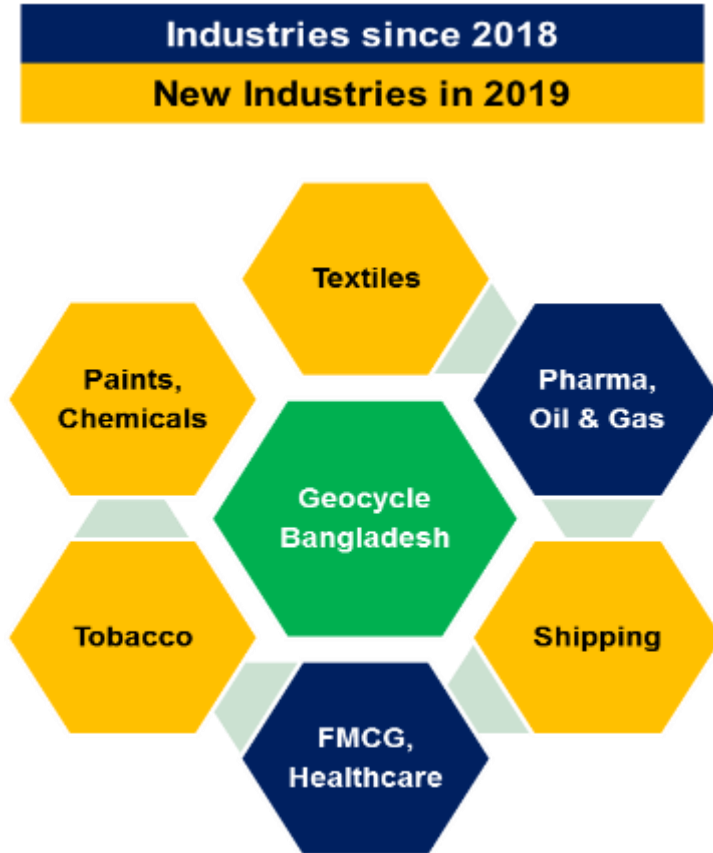 Industries since 2018
New Industries in 2019
Textiles
Paints,
Chemicals
Pharma,
Oil & Gas
Geocycle
Bangladesh
Tobacco
Shipping
FMCG,
Healthcare